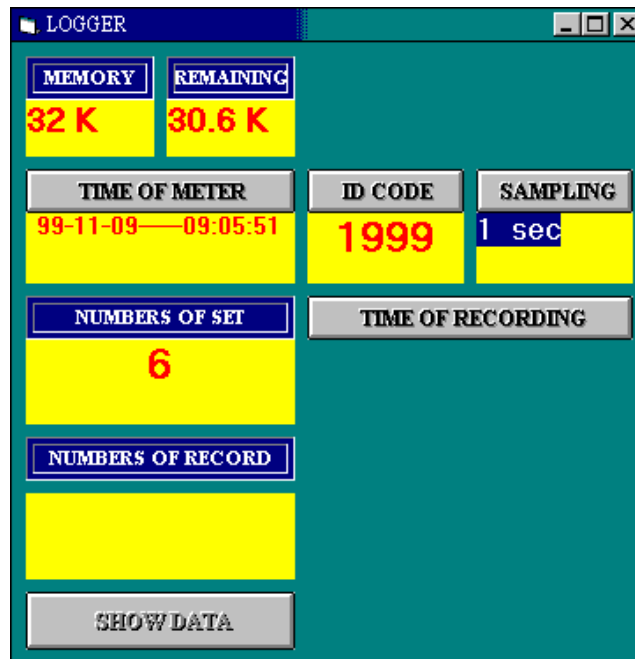 LOGGER
MEMORY REMAINING
32 K 30.6 K
TIME OF METER ID CODE SAMPLING
99-11-09——09:05:51 1999 1 sec
NUMBERS OF SET TIME OF RECORDING
6
NUMBERS OF RECORD
SHOW DATA